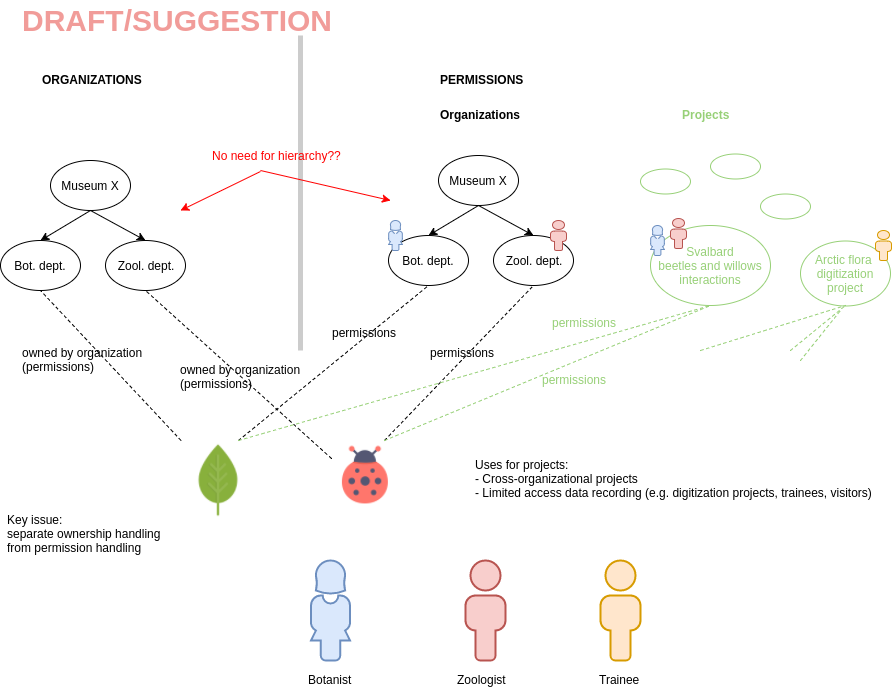 DRAFT/SUGGESTION
ORGANIZATIONS
PERMISSIONS
Organizations
Projects
No need for hierarchy??
Museum X
Bot. dept.
Zool. dept.
Museum X
Bot. dept.
Zool. dept.
Svalbard
beetles and willows
interactions
Arctic flora
digitization
project
permissions
permissions
permissions
permissions
owned by organization
(permissions)
owned by organization
(permissions)
Uses for projects:
- Cross-organizational projects
- Limited access data recording (e.g. digitization projects, trainees, visitors)
Key issue:
separate ownership handling
from permission handling
Botanist
Zoologist
Trainee